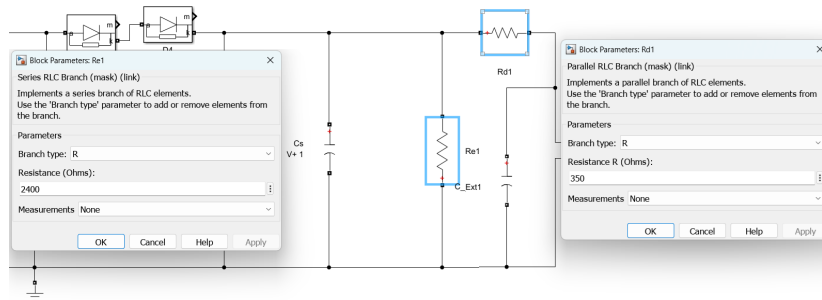 m
m
D4
Rd1
Cs
V+ 1
Re1
C_Ext1
Block Parameters: Re1
Series RLC Branch (mask) (link)
Implements a series branch of RLC elements.
Use the 'Branch type' parameter to add or remove elements from
the branch.
Parameters
Branch type: R
Resistance (Ohms):
2400
Measurements None
OK Cancel Help Apply
Block Parameters: Rd1
Parallel RLC Branch (mask) (link)
Implements a parallel branch of RLC elements.
Use the 'Branch type' parameter to add or remove elements from
the branch.
Parameters
Branch type: R
Resistance R (Ohms):
350
Measurements None
OK Cancel Help Apply